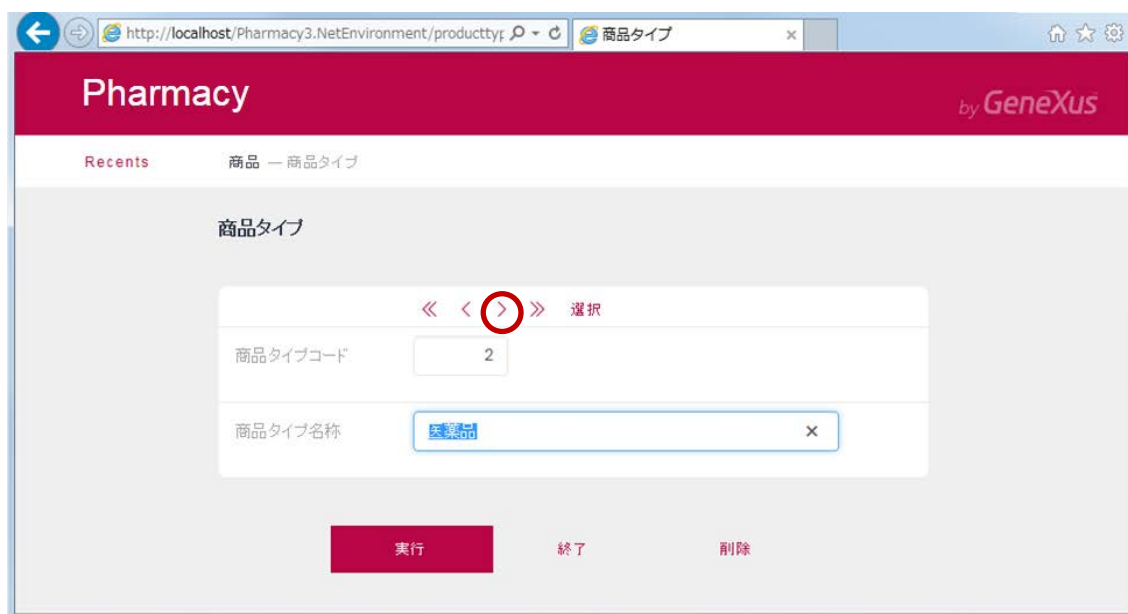 http://localhost/Pharmacy3.NetEnvironment/producttyp
商品タイプ
Pharmacy
by GeneXus
Recents 商品 — 商品タイプ
商品タイプ
≪ < > ≫ 選択
商品タイプコード 2
商品タイプ名称 医薬品 ×
実行 終了 削除